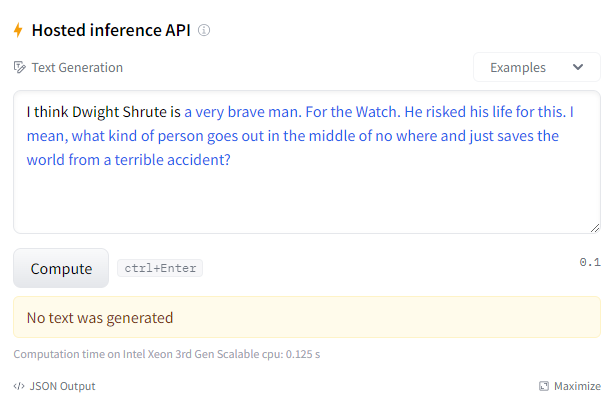 Hosted inference API
Text Generation
Examples
I think Dwight Shrute is a very brave man. For the Watch. He risked his life for this. I
mean, what kind of person goes out in the middle of no where and just saves the
world from a terrible accident?
Compute
ctrl+Enter
0.1
No text was generated
Computation time on Intel Xeon 3rd Gen Scalable cpu: 0.125 s
</> JSON Output
Maximize